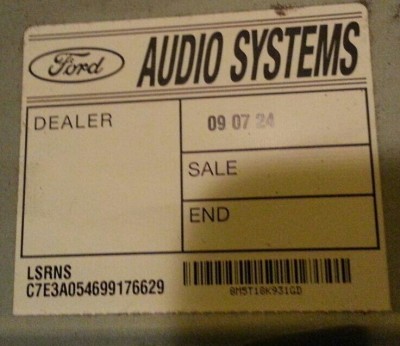 Ford AUDIO SYSTEMS
DEALER
09 07 24
SALE
END
LSRNS
C7E3A054699176629
8M5T18K931GD